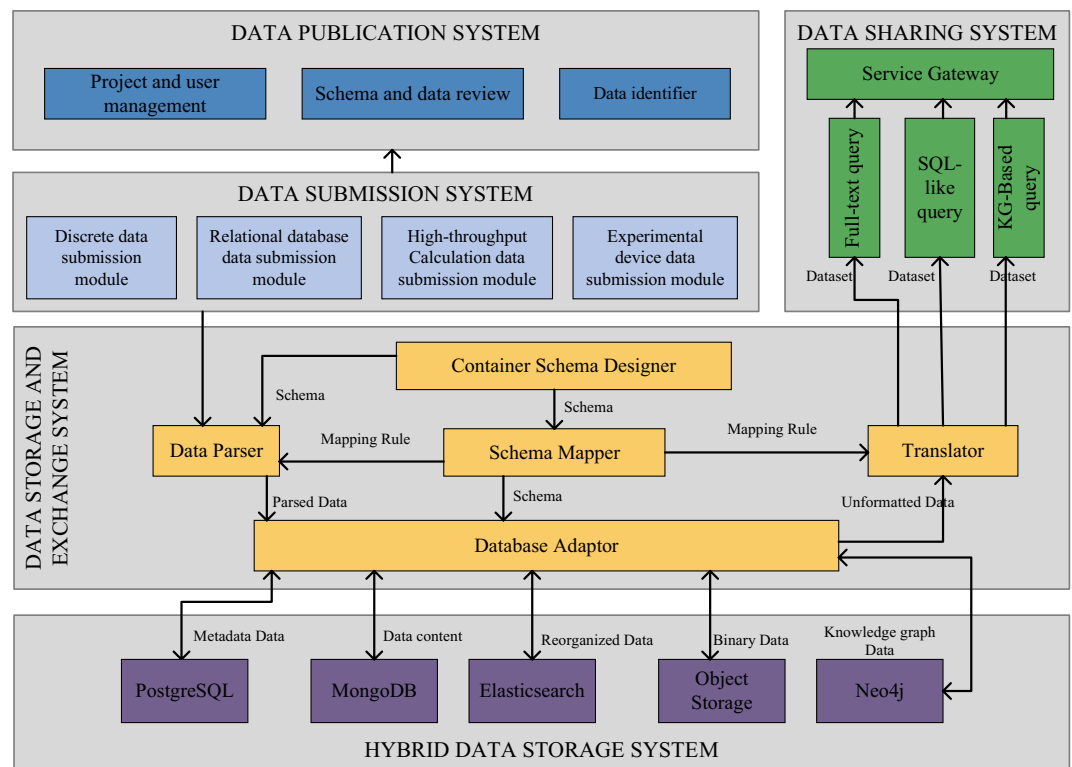 DATA PUBLICATION SYSTEM
Project and user
management
Schema and data review
Data identifier
DATA SHARING SYSTEM
Service Gateway
Full-text query
SQL-
like
query
KG-Based
query
Dataset
Dataset
Dataset
DATA SUBMISSION SYSTEM
Discrete data
submission
module
Relational database
data submission
module
High-throughput
Calculation data
submission module
Experimental
device data
submission module
DATA STORAGE AND
EXCHANGE SYSTEM
Container Schema Designer
Schema
Schema
Data Parser
Mapping Rule
Schema Mapper
Mapping Rule
Translator
Parsed Data
Schema
Unformatted Data
Database Adaptor
Metadata Data
Data content
Reorganized Data
Binary Data
Knowledge graph
Data
PostgreSQL
MongoDB
Elasticsearch
Object
Storage
Neo4j
HYBRID DATA STORAGE SYSTEM